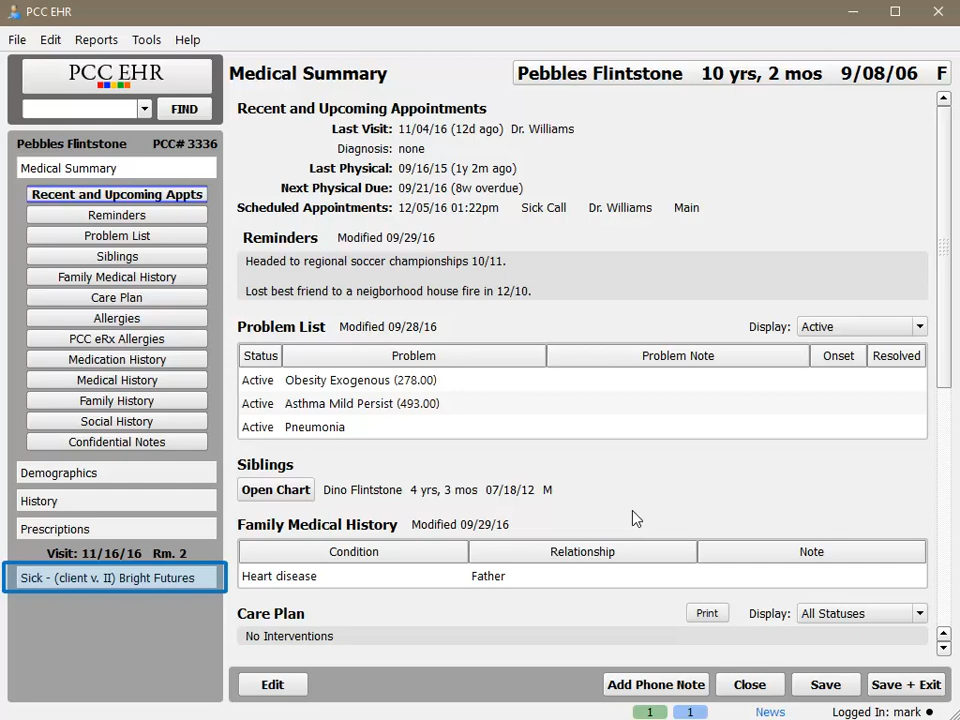 PCC EHR
File Edit Reports Tools Help
PCC EHR
FIND
Medical Summary
Pebbles Flintstone 10 yrs, 2 mos 9/08/06 F
Pebbles Flintstone PCC# 3336
Medical Summary
Recent and Upcoming Appts
Reminders
Problem List
Siblings
Family Medical History
Care Plan
Allergies
PCC eRx Allergies
Medication History
Medical History
Family History
Social History
Confidential Notes
Demographics
History
Prescriptions
Visit: 11/16/16 Rm. 2
Sick - (client v. II) Bright Futures
Recent and Upcoming Appointments
Last Visit: 11/04/16 (12d ago) Dr. Williams
Diagnosis: none
Last Physical: 09/16/15 (1y 2m ago)
Next Physical Due: 09/21/16 (8w overdue)
Scheduled Appointments: 12/05/16 01:22pm Sick Call Dr. Williams Main
Reminders Modified 09/29/16
Headed to regional soccer championships 10/11.
Lost best friend to a neigborhood house fire in 12/10.
Problem List Modified 09/28/16 Display: Active
Status Problem Problem Note Onset Resolved
Active Obesity Exogenous (278.00)
Active Asthma Mild Persist (493.00)
Active Pneumonia
Siblings
Open Chart Dino Flintstone 4 yrs, 3 mos 07/18/12 M
Family Medical History Modified 09/29/16
Condition Relationship Note
Heart disease Father
Care Plan Print Display: All Statuses
No Interventions
Edit Add Phone Note Close Save Save + Exit
1 1 News Logged In: mark